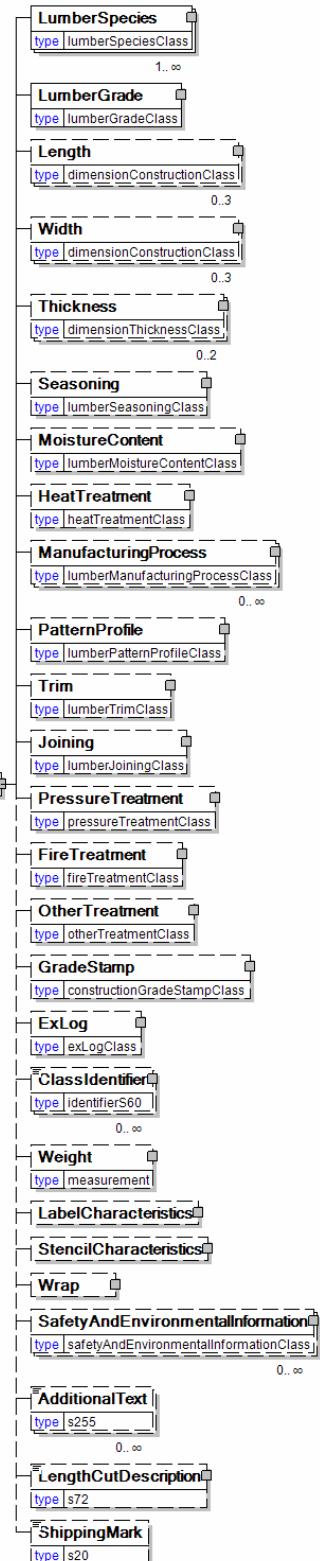 LumberSpecies
type lumberSpeciesClass
1..∞
LumberGrade
type lumberGradeClass
Length
type dimensionConstructionClass
0..3
Width
type dimensionConstructionClass
0..3
Thickness
type dimensionThicknessClass
0..2
Seasoning
type lumberSeasoningClass
MoistureContent
type lumberMoistureContentClass
HeatTreatment
type heatTreatmentClass
ManufacturingProcess
type lumberManufacturingProcessClass
0..∞
PatternProfile
type lumberPatternProfileClass
Trim
type lumberTrimClass
Joining
type lumberJoiningClass
PressureTreatment
type pressureTreatmentClass
FireTreatment
type fireTreatmentClass
OtherTreatment
type otherTreatmentClass
GradeStamp
type constructionGradeStampClass
ExLog
type exLogClass
ClassIdentifier
type identifierS60
0..∞
Weight
type measurement
LabelCharacteristics
StencilCharacteristics
Wrap
SafetyAndEnvironmentalInformation
type safetyAndEnvironmentalInformationClass
0..∞
AdditionalText
type s255
0..∞
LengthCutDescription
type s72
ShippingMark
type s20